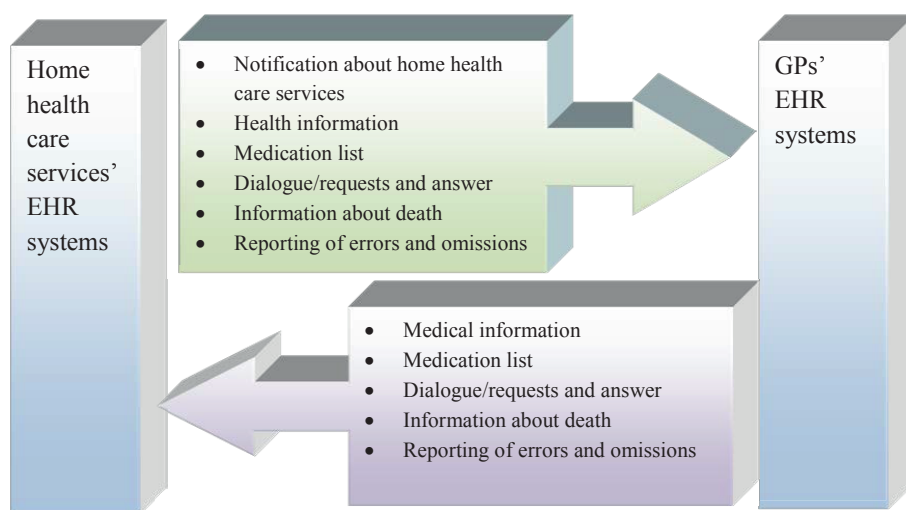 Home
health
care
services’
EHR
systems
• Notification about home health
care services
• Health information
• Medication list
• Dialogue/requests and answer
• Information about death
• Reporting of errors and omissions
GPs’
EHR
systems
• Medical information
• Medication list
• Dialogue/requests and answer
• Information about death
• Reporting of errors and omissions